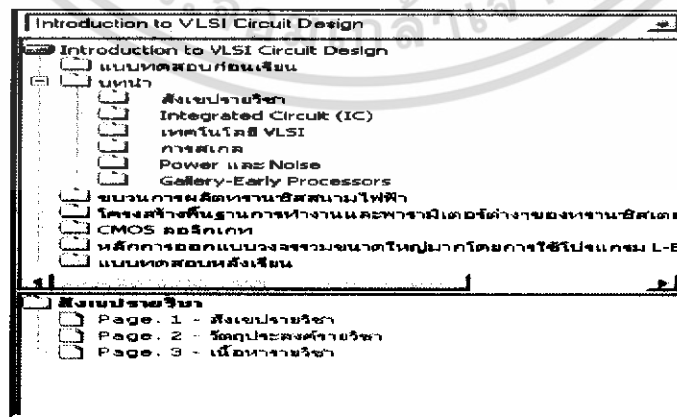 Introduction to VLSI Circuit Design
Introduction to VLSI Circuit Design
แบบทดสอบก่อนเรียน
บทนำ
สังเขปรายวิชา
Integrated Circuit (IC)
เทคโนโลยี VLSI
การสเกล
Power และ Noise
Gallery-Early Processors
ขบวนการผลิตทรานซิสสนามไฟฟ้า
โครงสร้างพื้นฐานการทำงานและพารามิเตอร์ต่างๆของทรานซิสเตอ
CMOS ลอจิกเกท
หลักการออกแบบวงจรรวมขนาดใหญ่มากโดยการใช้โปรแกรม L-E
แบบทดสอบหลังเรียน
สังเขปรายวิชา
Page. 1 - สังเขปรายวิชา
Page. 2 - วัตถุประสงค์รายวิชา
Page. 3 - เนื้อหารายวิชา